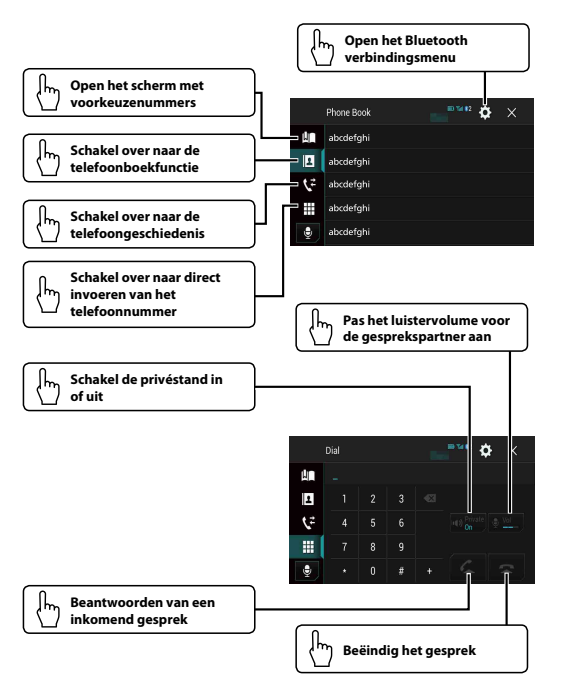 Open het Bluetooth
verbindingsmenu
Open het scherm met
voorkeuzenummers
Schakel over naar de
telefoonboekfunctie
Schakel over naar de
telefoongeschiedenis
Schakel over naar direct
invoeren van het
telefoonnummer
Phone Book
abcdefghi
abcdefghi
abcdefghi
abcdefghi
abcdefghi
Pas het luistervolume voor
de gesprekspartner aan
Schakel de privéstand in
of uit
Dial
1 2 3
4 5 6
7 8 9
* 0 # +
Private
On
Vol
Beantwoorden van een
inkomend gesprek
Beëindig het gesprek